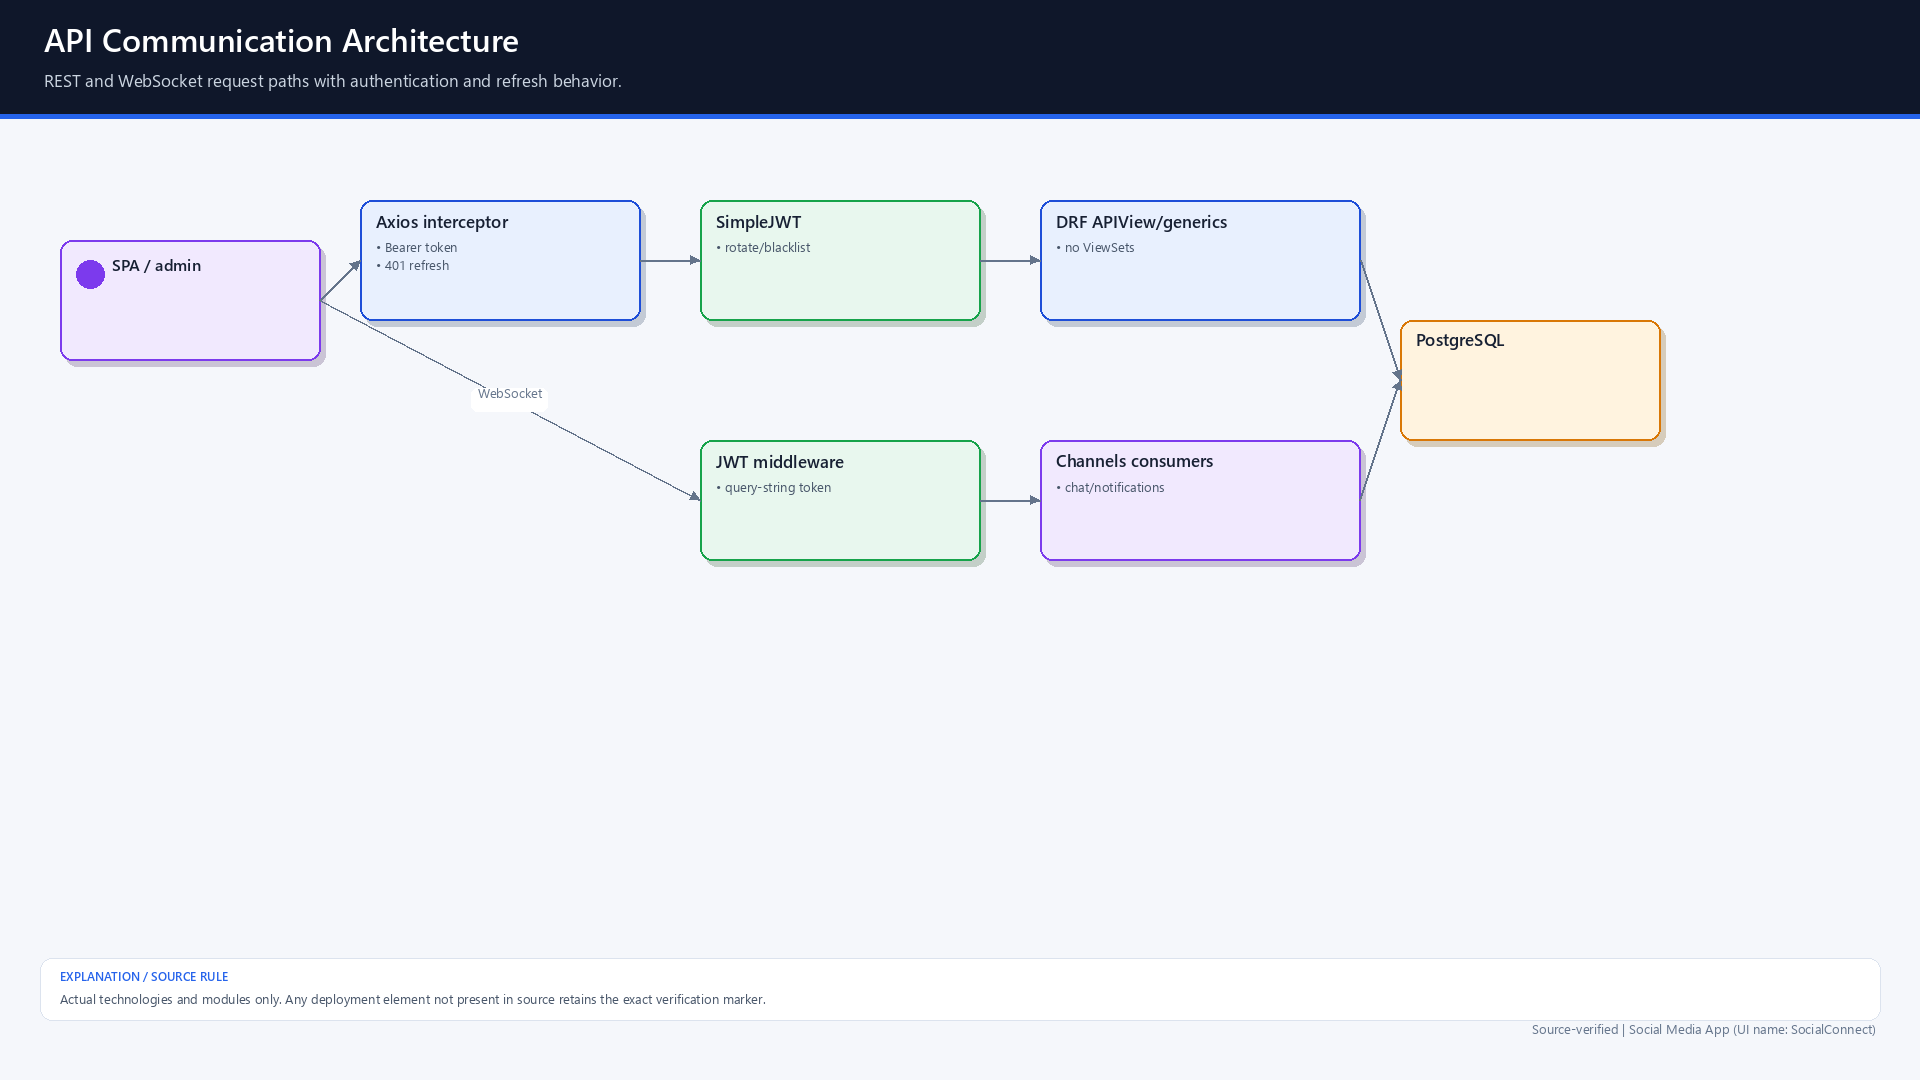 API Communication Architecture
REST and WebSocket request paths with authentication and refresh behavior.
SPA / admin
Axios interceptor
• Bearer token
• 401 refresh
SimpleJWT
• rotate/blacklist
DRF APIView/generics
• no ViewSets
PostgreSQL
WebSocket
JWT middleware
• query-string token
Channels consumers
• chat/notifications
EXPLANATION / SOURCE RULE
Actual technologies and modules only. Any deployment element not present in source retains the exact verification marker.
Source-verified | Social Media App (UI name: SocialConnect)